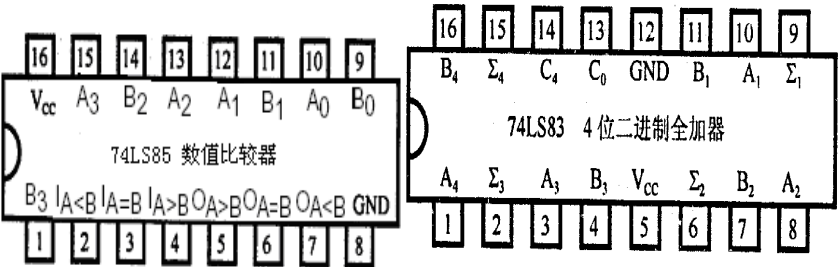 16 15 14 13 12 11 10 9
V_CC A3 B2 A2 A1 B1 A0 B0
74LS85 数值比较器
B3 IA<B IA=B IA>B OA>B OA=B OA<B GND
1 2 3 4 5 6 7 8
16 15 14 13 12 11 10 9
B4 Σ4 C4 C0 GND B1 A1 Σ1
74LS83 4位二进制全加器
A4 Σ3 A3 B3 VCC Σ2 B2 A2
1 2 3 4 5 6 7 8